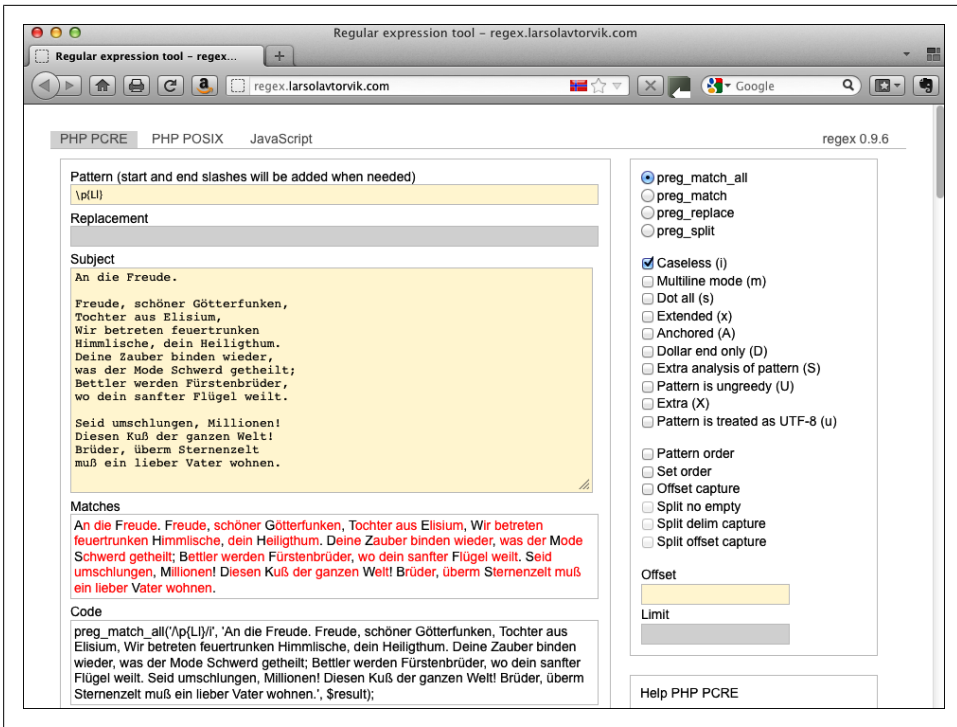 Regular expression tool – regex.larsolavtorvik.com
Regular expression tool – regex...
regex.larsolavtorvik.com
Google
PHP PCRE PHP POSIX JavaScript
regex 0.9.6
Pattern (start and end slashes will be added when needed)
\p{Ll}
Replacement
Subject
An die Freude.
Freude, schöner Götterfunken,
Tochter aus Elisium,
Wir betreten feuertrunken
Himmlische, dein Heiligthum.
Deine Zauber binden wieder,
was der Mode Schwerd getheilt;
Bettler werden Fürstenbrüder,
wo dein sanfter Flügel weilt.
Seid umschlungen, Millionen!
Diesen Kuß der ganzen Welt!
Brüder, überm Sternenzelt
muß ein lieber Vater wohnen.
Matches
An die Freude. Freude, schöner Götterfunken, Tochter aus Elisium, Wir betreten
feuertrunken Himmlische, dein Heiligthum. Deine Zauber binden wieder, was der Mode
Schwerd getheilt; Bettler werden Fürstenbrüder, wo dein sanfter Flügel weilt. Seid
umschlungen, Millionen! Diesen Kuß der ganzen Welt! Brüder, überm Sternenzelt muß
ein lieber Vater wohnen.
Code
preg_match_all('/\p{Ll}/i', 'An die Freude. Freude, schöner Götterfunken, Tochter aus
Elisium, Wir betreten feuertrunken Himmlische, dein Heiligthum. Deine Zauber binden
wieder, was der Mode Schwerd getheilt; Bettler werden Fürstenbrüder, wo dein sanfter
Flügel weilt. Seid umschlungen, Millionen! Diesen Kuß der ganzen Welt! Brüder, überm
Sternenzelt muß ein lieber Vater wohnen.', $result);
preg_match_all
preg_match
preg_replace
preg_split
Caseless (i)
Multiline mode (m)
Dot all (s)
Extended (x)
Anchored (A)
Dollar end only (D)
Extra analysis of pattern (S)
Pattern is ungreedy (U)
Extra (X)
Pattern is treated as UTF-8 (u)
Pattern order
Set order
Offset capture
Split no empty
Split delim capture
Split offset capture
Offset
Limit
Help PHP PCRE